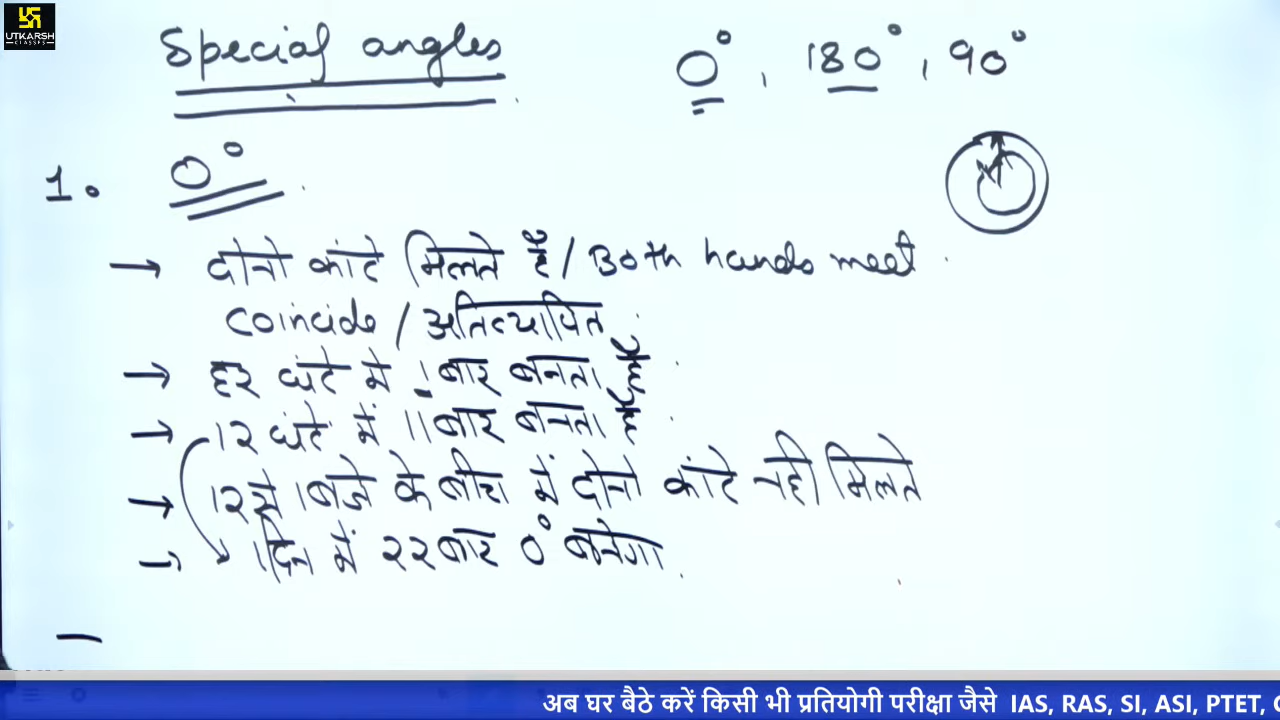 UTKARSH
CLASSES
Special angles 0°, 180°, 90°
1. 0°
→ दोनो कांटे मिलते हैं / Both hands meet
coincide / अतिव्यापित
→ हर घंटे में 1 बार बनता है
→ 12 घंटे में 11 बार बनता है
→ 12 से 1 बजे के बीच में दोनो कांटे नही मिलते
→ 1 दिन में 22 बार 0° बनेगा
अब घर बैठे करें किसी भी प्रतियोगी परीक्षा जैसे IAS, RAS, SI, ASI, PTET,